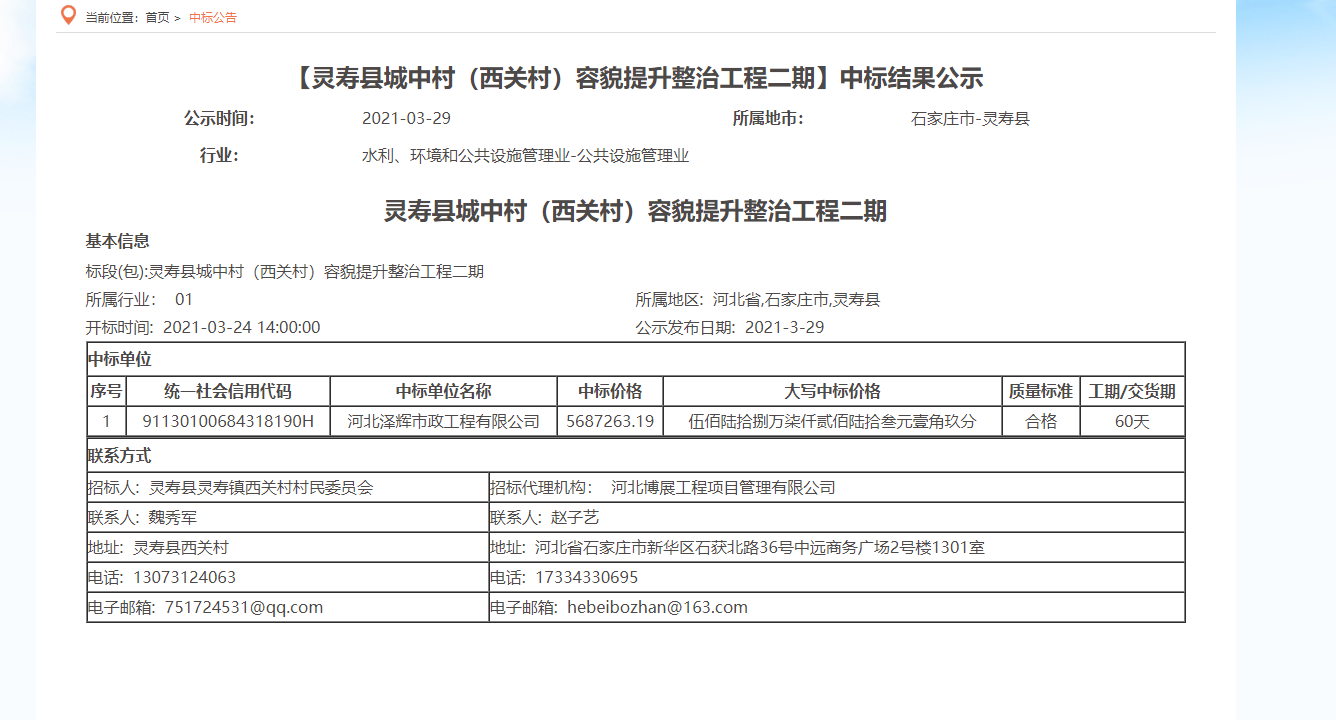 当前位置：首页 > 中标公告
【灵寿县城中村（西关村）容貌提升整治工程二期】中标结果公示
公示时间： 2021-03-29 所属地市： 石家庄市-灵寿县
行业： 水利、环境和公共设施管理业-公共设施管理业
灵寿县城中村（西关村）容貌提升整治工程二期
基本信息
标段(包):灵寿县城中村（西关村）容貌提升整治工程二期
所属行业： 01 所属地区: 河北省,石家庄市,灵寿县
开标时间: 2021-03-24 14:00:00 公示发布日期: 2021-3-29
中标单位
序号 统一社会信用代码 中标单位名称 中标价格 大写中标价格 质量标准 工期/交货期
1 91130100684318190H 河北泽辉市政工程有限公司 5687263.19 伍佰陆拾捌万柒仟贰佰陆拾叁元壹角玖分 合格 60天
联系方式
招标人: 灵寿县灵寿镇西关村村民委员会 招标代理机构： 河北博展工程项目管理有限公司
联系人: 魏秀军 联系人: 赵子艺
地址: 灵寿县西关村 地址: 河北省石家庄市新华区石获北路36号中远商务广场2号楼1301室
电话: 13073124063 电话: 17334330695
电子邮箱: 751724531@qq.com 电子邮箱: hebeibozhan@163.com